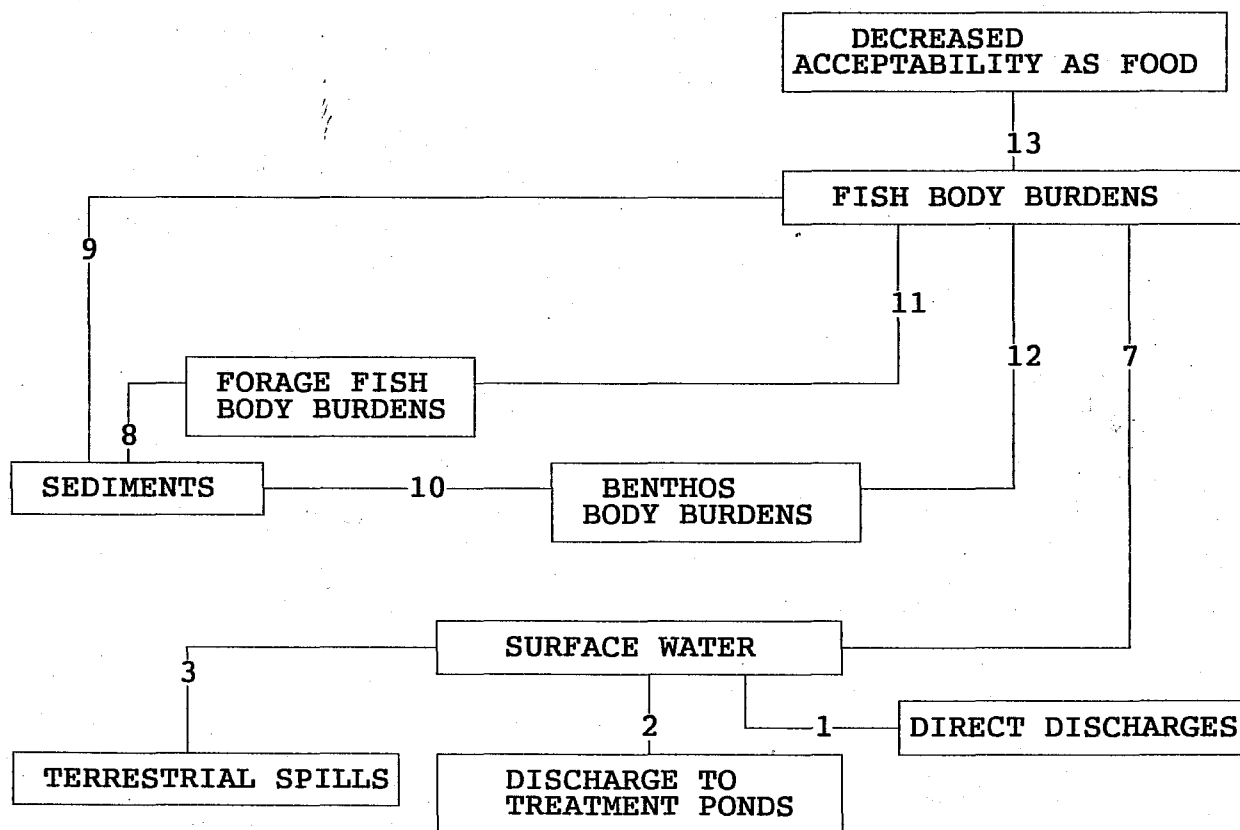 DECREASED
ACCEPTABILITY AS FOOD
13
FISH BODY BURDENS
9
11
12
7
FORAGE FISH
BODY BURDENS
8
SEDIMENTS
10
BENTHOS
BODY BURDENS
SURFACE WATER
3
2
1
DIRECT DISCHARGES
TERRESTRIAL SPILLS
DISCHARGE TO
TREATMENT PONDS